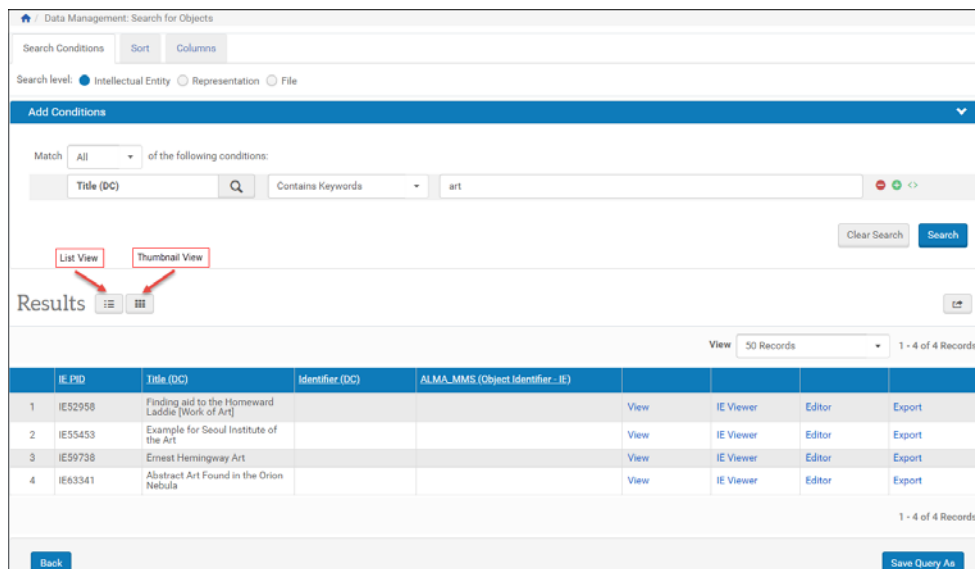 / Data Management: Search for Objects
Search Conditions Sort Columns
Search level: Intellectual Entity Representation File
Add Conditions
Match All of the following conditions:
Title (DC) Contains Keywords art
Clear Search Search
List View Thumbnail View
Results
View 50 Records 1 - 4 of 4 Records
IE PID Title (DC) Identifier (DC) ALMA_MMS (Object Identifier - IE)
1 IE52958 Finding aid to the Homeward
Laddie [Work of Art] View IE Viewer Editor Export
2 IE55453 Example for Seoul Institute of
the Art View IE Viewer Editor Export
3 IE59738 Ernest Hemingway Art View IE Viewer Editor Export
4 IE63341 Abstract Art Found in the Orion
Nebula View IE Viewer Editor Export
1 - 4 of 4 Records
Back Save Query As